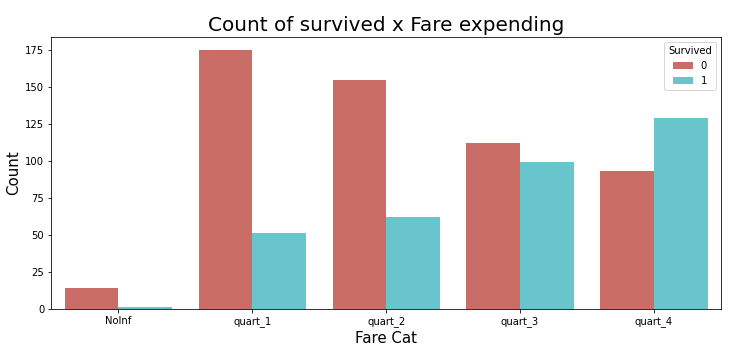 Count of survived x Fare expending
Count
175
150
125
100
75
50
25
0
Survived
0
1
NoInf quart_1 quart_2 quart_3 quart_4
Fare Cat